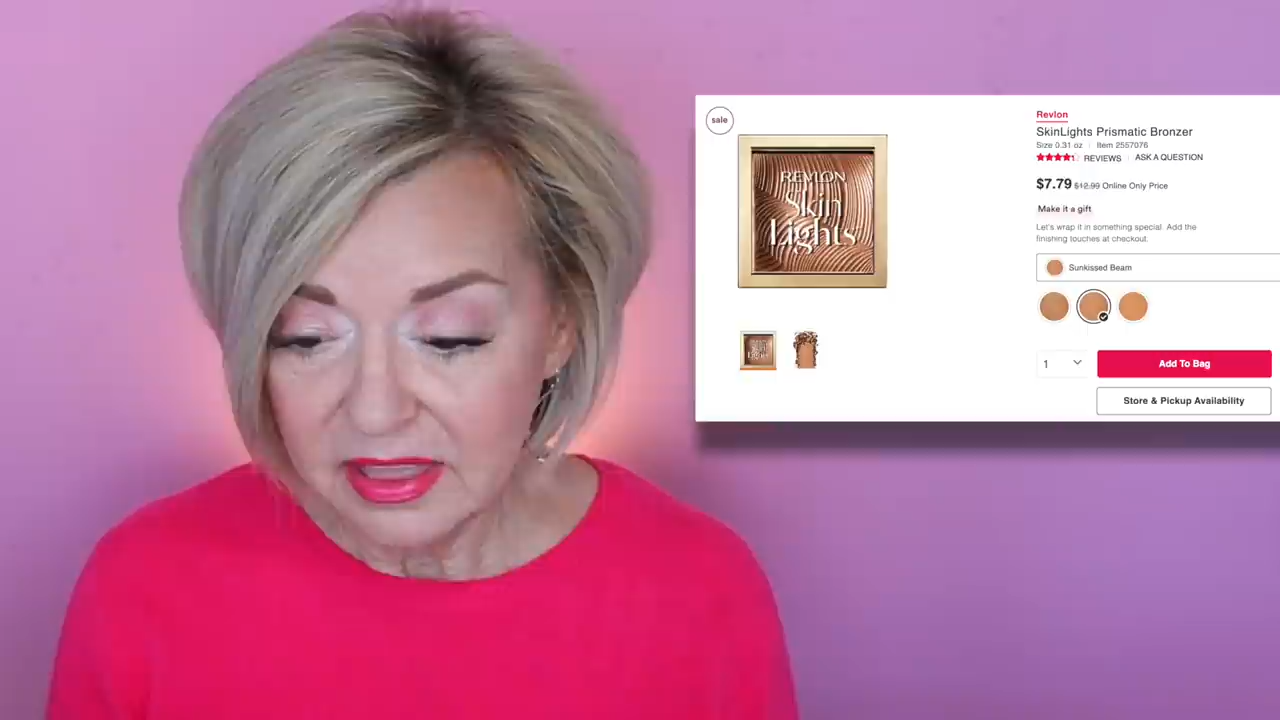 sale
REVLON
Skin
Lights
Revlon
SkinLights Prismatic Bronzer
Size 0.31 oz | Item 2557076
REVIEWS | ASK A QUESTION
$7.79 $12.99 Online Only Price
Make it a gift
Let's wrap it in something special. Add the
finishing touches at checkout.
Sunkissed Beam
1
Add To Bag
Store & Pickup Availability